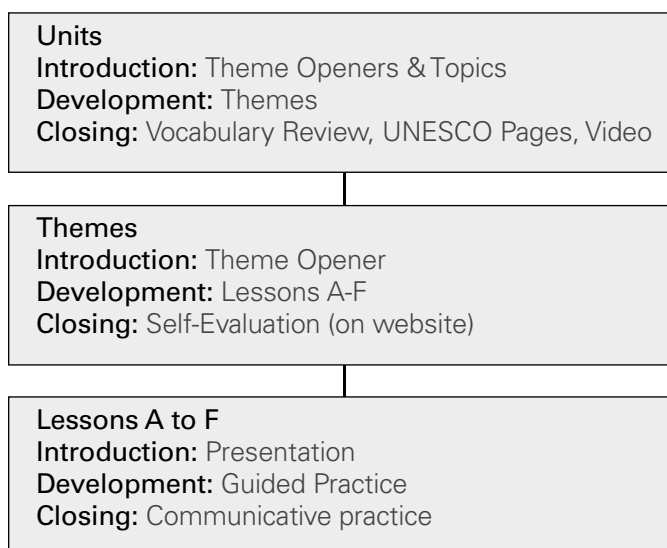 Units
Introduction: Theme Openers & Topics
Development: Themes
Closing: Vocabulary Review, UNESCO Pages, Video
Themes
Introduction: Theme Opener
Development: Lessons A-F
Closing: Self-Evaluation (on website)
Lessons A to F
Introduction: Presentation
Development: Guided Practice
Closing: Communicative practice